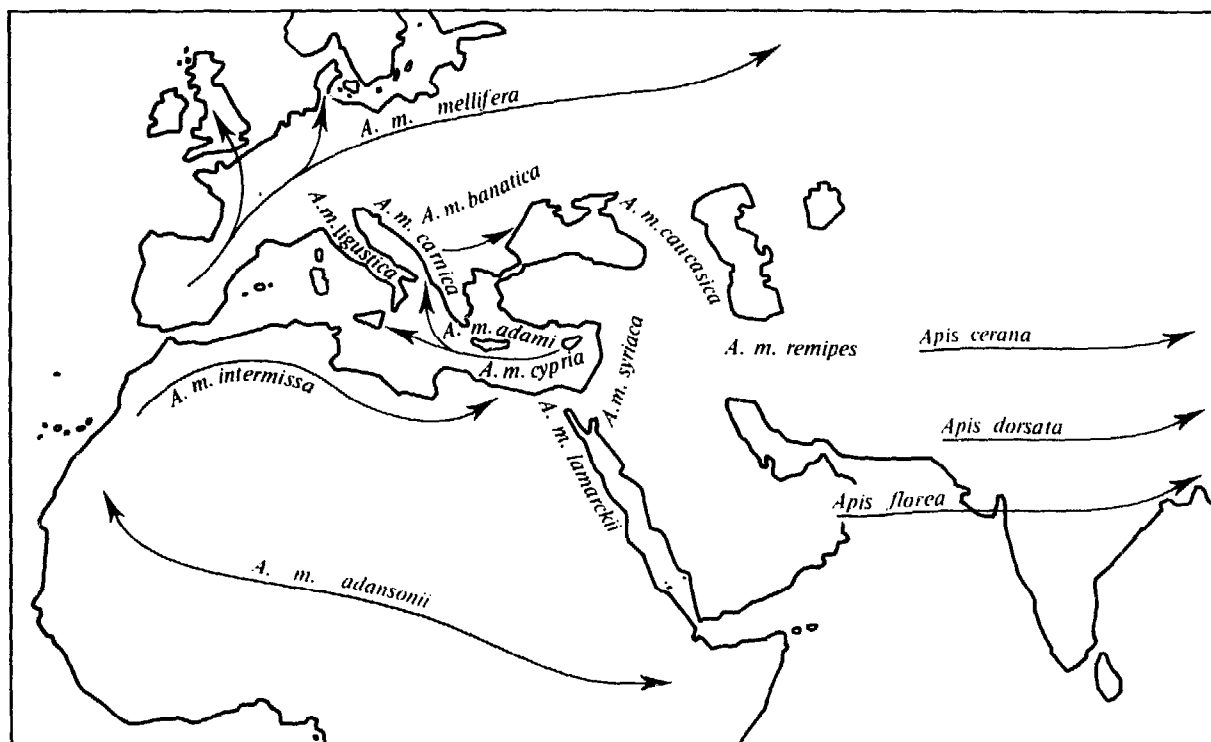 A. m. mellifera
A. m. banatica
A. m. carnica
A.m.ligustica
A. m. caucasica
A. m. adami
A. m. cypria
A.m. syriaca
A. m. remipes
Apis cerana
A. m. intermissa
A. m. lamarckii
Apis dorsata
Apis florea
A. m. adansonii